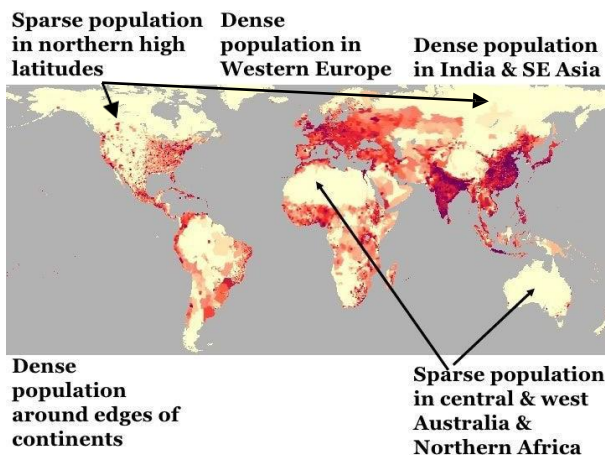 Sparse population
in northern high
latitudes
Dense
population in
Western Europe
Dense population
in India & SE Asia
Dense
population
around edges of
continents
Sparse population
in central & west
Australia &
Northern Africa